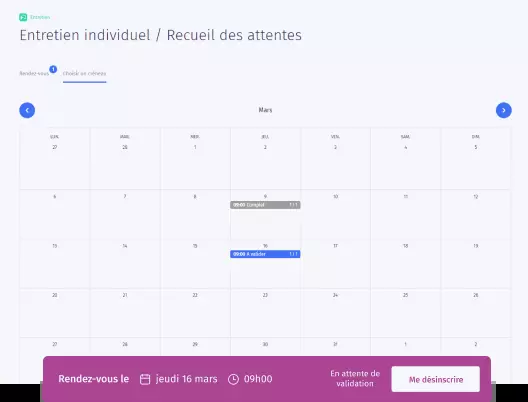 Entretien
Entretien individuel / Recueil des attentes
Rendez-vous 1 Choisir un créneau
Mars
LUN. MAR. MER. JEU. VEN. SAM. DIM.
27 28 1 2 3 4 5
6 7 8 9 10 11 12
09:00 Complet 1 / 1
13 14 15 16 17 18 19
09:00 A valider 1 / 1
20 21 22 23 24 25 26
27 28 29 30 31 1 2
Rendez-vous le jeudi 16 mars 09h00
En attente de
validation
Me désinscrire